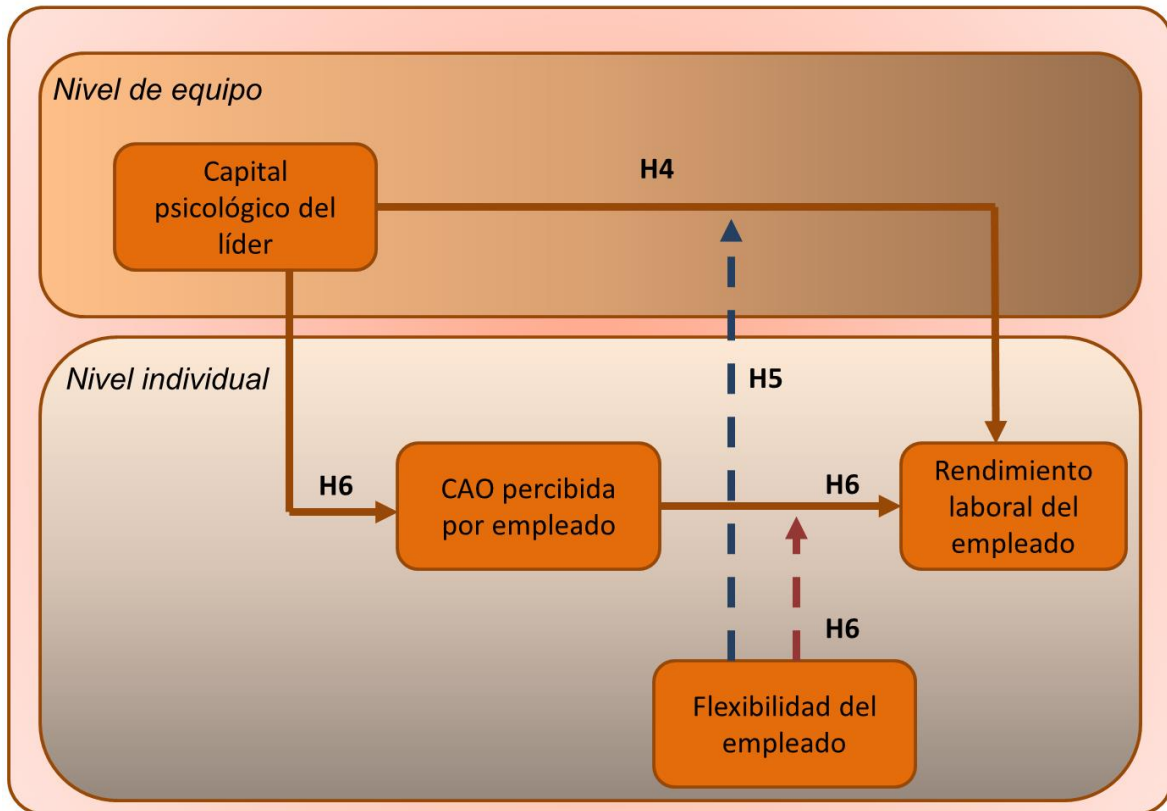 Nivel de equipo
Capital
psicológico del
líder
H4
Nivel individual
H5
H6
CAO percibida
por empleado
H6
Rendimiento
laboral del
empleado
H6
Flexibilidad del
empleado